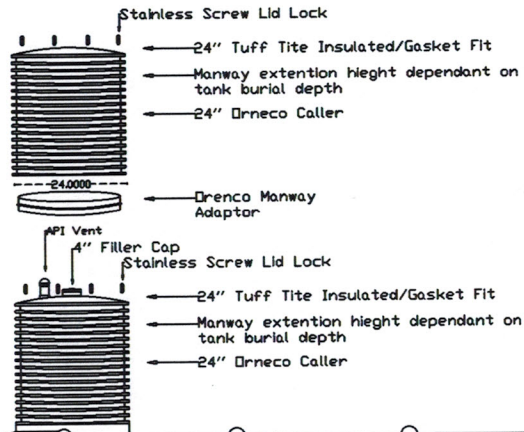 Stainless Screw Lid Lock
24" Tuff Tite Insulated/Gasket Fit
Manway extention hieght dependant on
tank burial depth
24" Orneco Caller
24.0000
Orenco Manway
Adaptor
API Vent
4" Filler Cap
Stainless Screw Lid Lock
24" Tuff Tite Insulated/Gasket Fit
Manway extention hieght dependant on
tank burial depth
24" Orneco Caller